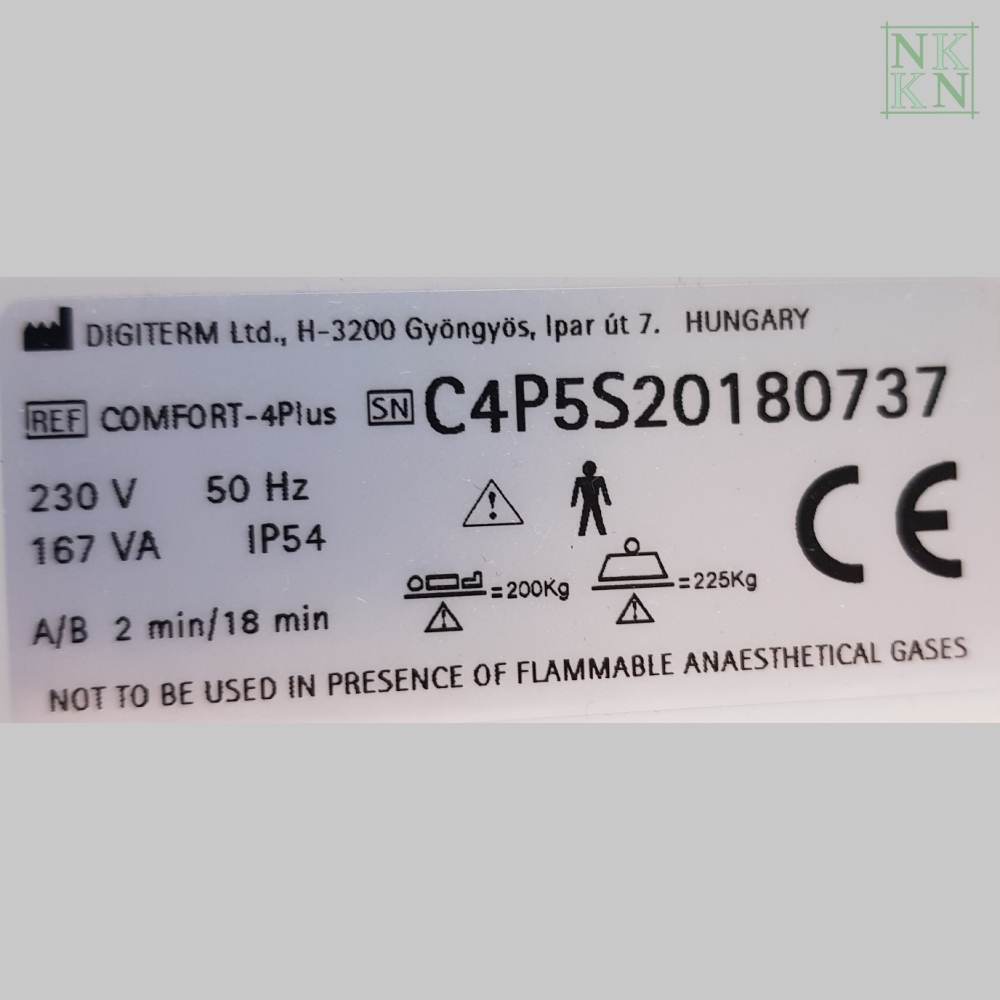 NK
KN
DIGITERM Ltd., H-3200 Gyöngyös, Ipar út 7. HUNGARY
REF COMFORT-4Plus SN C4P5S20180737
230 V 50 Hz
167 VA IP54
CE
=200Kg =225Kg
A/B 2 min/18 min
NOT TO BE USED IN PRESENCE OF FLAMMABLE ANAESTHETICAL GASES